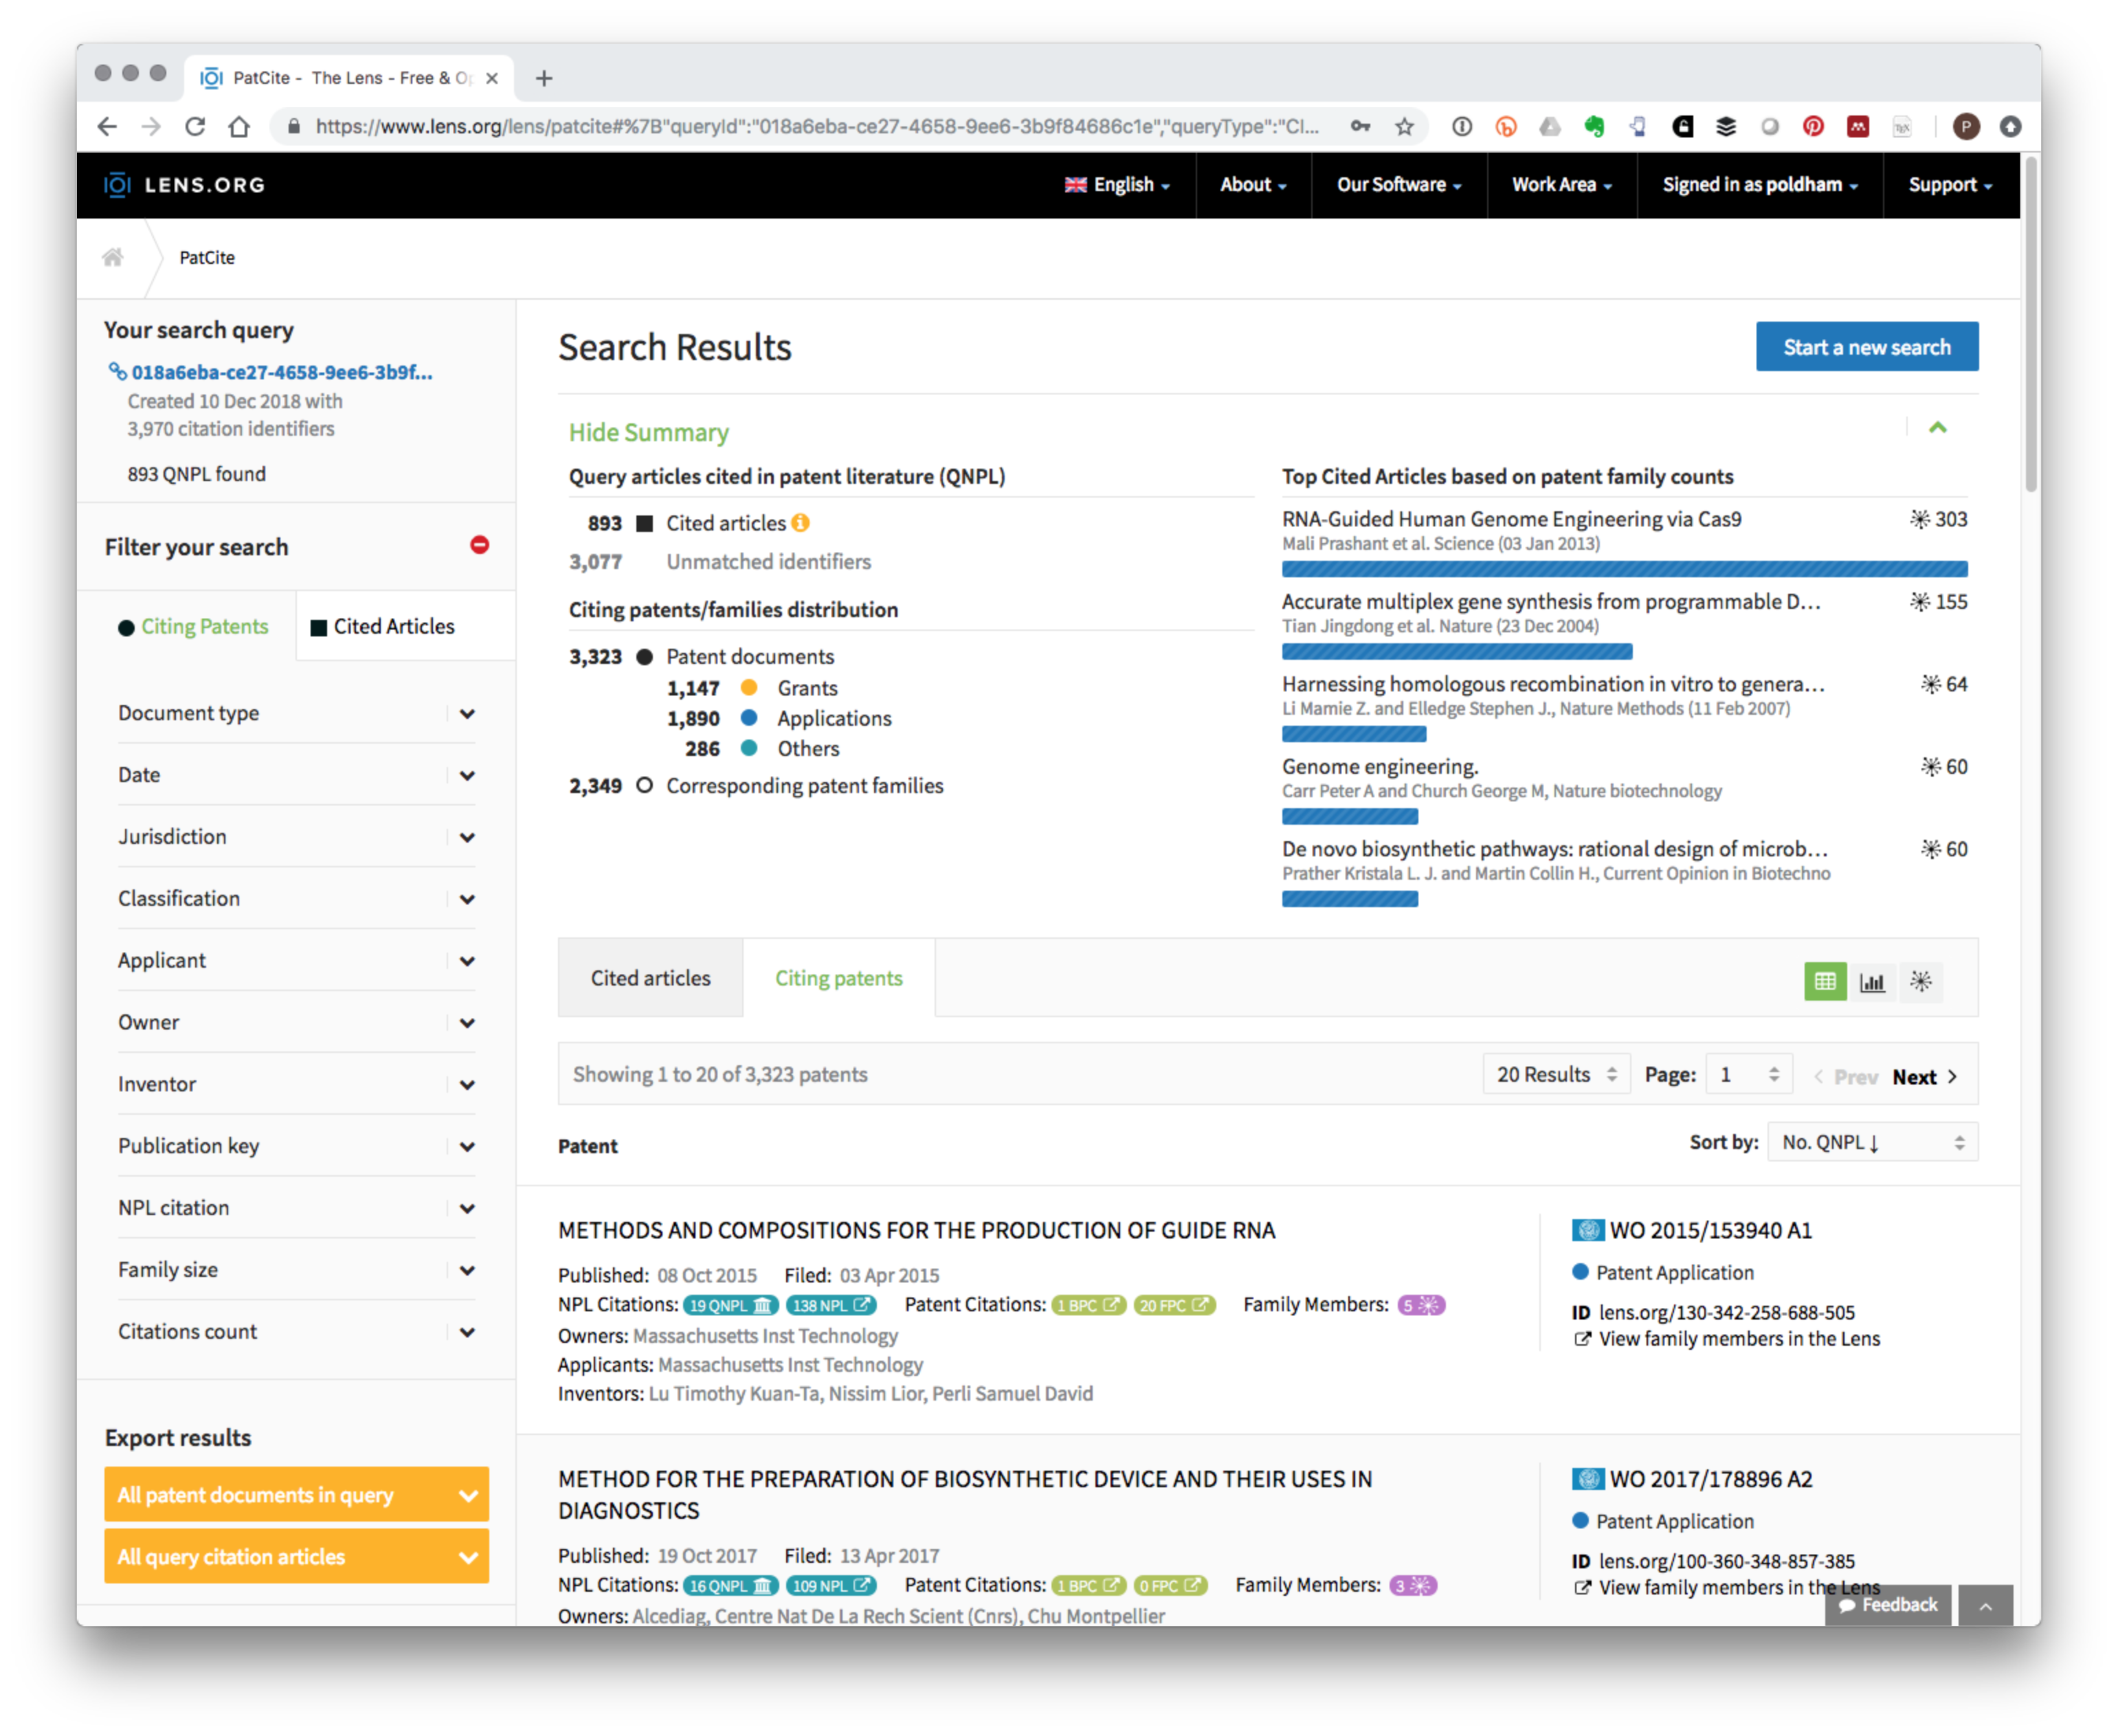 PatCite - The Lens - Free & O
https://www.lens.org/lens/patcite#%7B"queryId":"018a6eba-ce27-4658-9ee6-3b9f84686c1e","queryType":"Cl...
P
LENS.ORG
English
About
Our Software
Work Area
Signed in as poldham
Support
PatCite
Your search query
018a6eba-ce27-4658-9ee6-3b9f...
Created 10 Dec 2018 with
3,970 citation identifiers
893 QNPL found
Filter your search
Citing Patents
Cited Articles
Document type
Date
Jurisdiction
Classification
Applicant
Owner
Inventor
Publication key
NPL citation
Family size
Citations count
Export results
All patent documents in query
All query citation articles
Search Results
Start a new search
Hide Summary
Query articles cited in patent literature (QNPL)
893 Cited articles
3,077 Unmatched identifiers
Citing patents/families distribution
3,323 Patent documents
1,147 Grants
1,890 Applications
286 Others
2,349 Corresponding patent families
Top Cited Articles based on patent family counts
RNA-Guided Human Genome Engineering via Cas9 303
Mali Prashant et al. Science (03 Jan 2013)
Accurate multiplex gene synthesis from programmable D... 155
Tian Jingdong et al. Nature (23 Dec 2004)
Harnessing homologous recombination in vitro to genera... 64
Li Mamie Z. and Elledge Stephen J., Nature Methods (11 Feb 2007)
Genome engineering. 60
Carr Peter A and Church George M, Nature biotechnology
De novo biosynthetic pathways: rational design of microb... 60
Prather Kristala L. J. and Martin Collin H., Current Opinion in Biotechno
Cited articles
Citing patents
Showing 1 to 20 of 3,323 patents
20 Results Page: 1 < Prev Next >
Patent
Sort by: No. QNPL ↓
METHODS AND COMPOSITIONS FOR THE PRODUCTION OF GUIDE RNA
Published: 08 Oct 2015 Filed: 03 Apr 2015
NPL Citations: 19 QNPL 138 NPL Patent Citations: 1 BPC 20 FPC Family Members: 5
Owners: Massachusetts Inst Technology
Applicants: Massachusetts Inst Technology
Inventors: Lu Timothy Kuan-Ta, Nissim Lior, Perli Samuel David
WO 2015/153940 A1
Patent Application
ID lens.org/130-342-258-688-505
View family members in the Lens
METHOD FOR THE PREPARATION OF BIOSYNTHETIC DEVICE AND THEIR USES IN
DIAGNOSTICS
Published: 19 Oct 2017 Filed: 13 Apr 2017
NPL Citations: 16 QNPL 109 NPL Patent Citations: 1 BPC 0 FPC Family Members: 3
Owners: Alcediag, Centre Nat De La Rech Scient (Cnrs), Chu Montpellier
WO 2017/178896 A2
Patent Application
ID lens.org/100-360-348-857-385
View family members in the Lens
Feedback